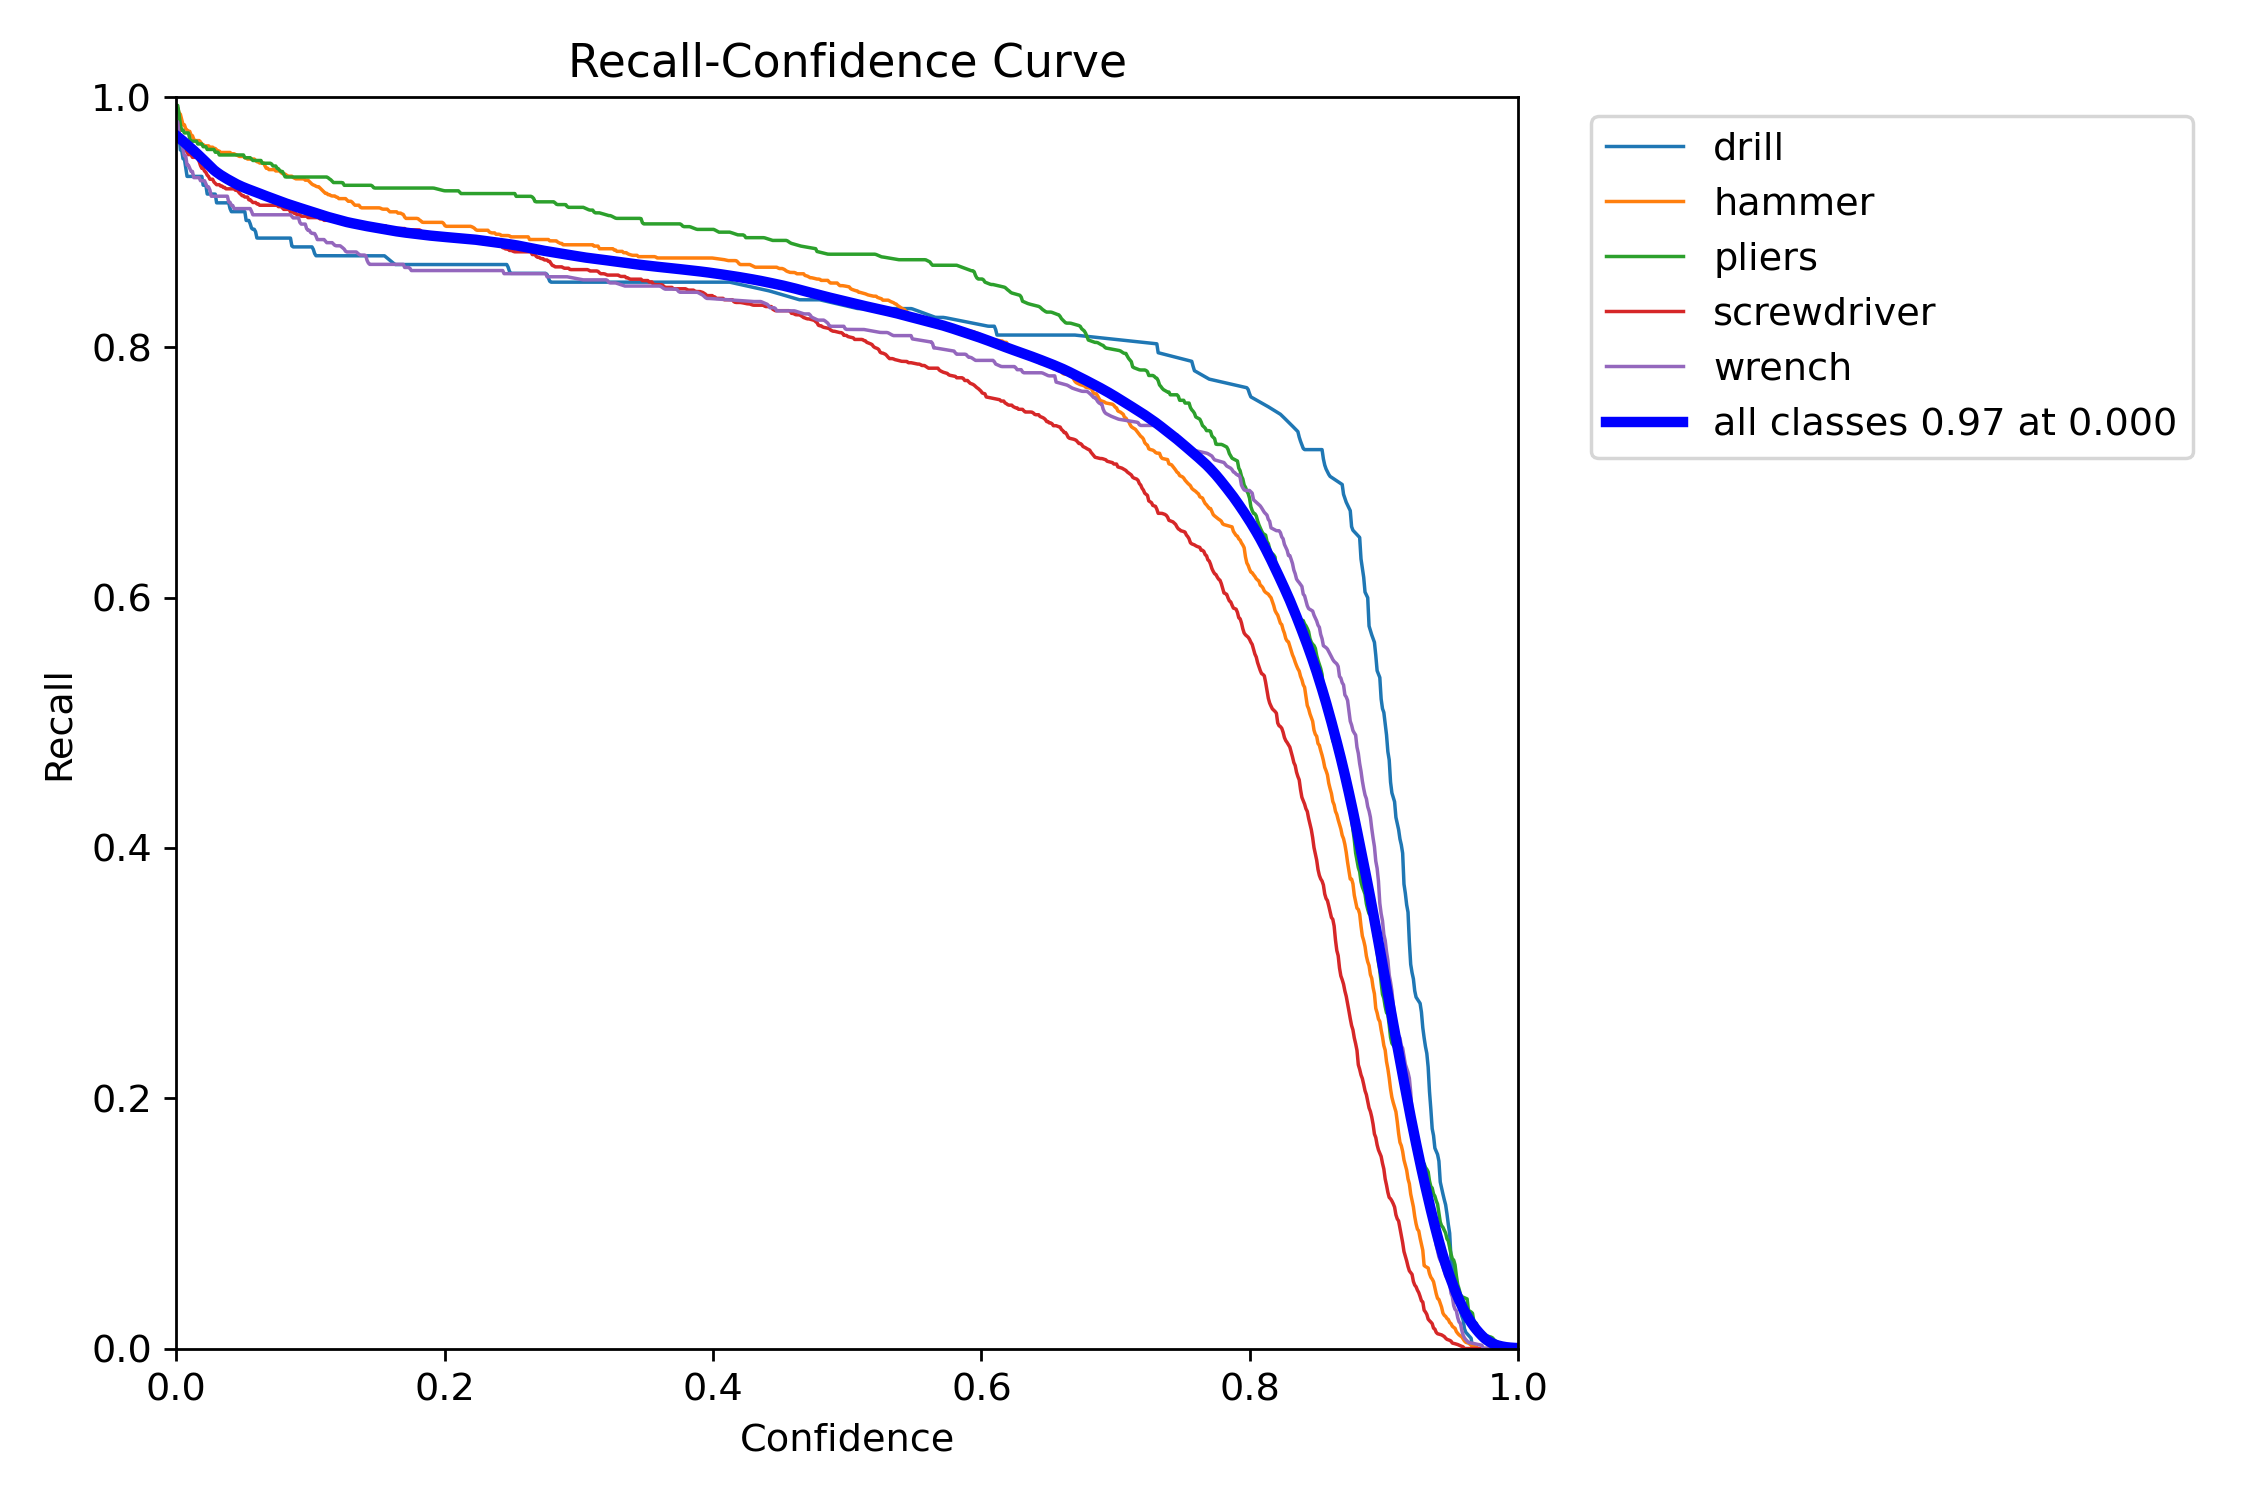 Recall-Confidence Curve
1.0
0.8
0.6
0.4
0.2
0.0
Recall
0.0 0.2 0.4 0.6 0.8 1.0
Confidence
drill
hammer
pliers
screwdriver
wrench
all classes 0.97 at 0.000